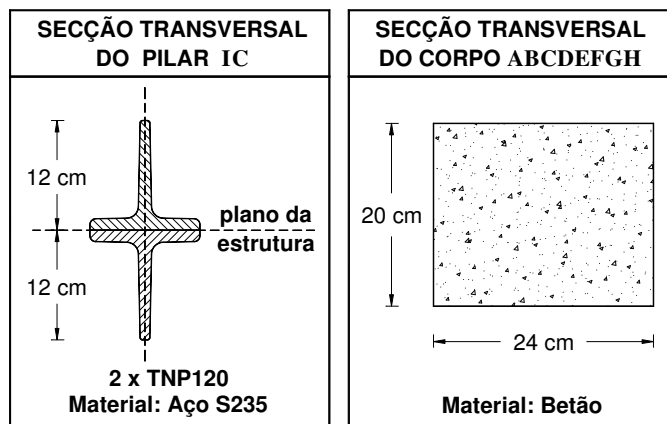 SECÇÃO TRANSVERSAL
DO PILAR IC
12 cm
12 cm
plano da
estrutura
2 x TNP120
Material: Aço S235
SECÇÃO TRANSVERSAL
DO CORPO ABCDEFGH
20 cm
24 cm
Material: Betão